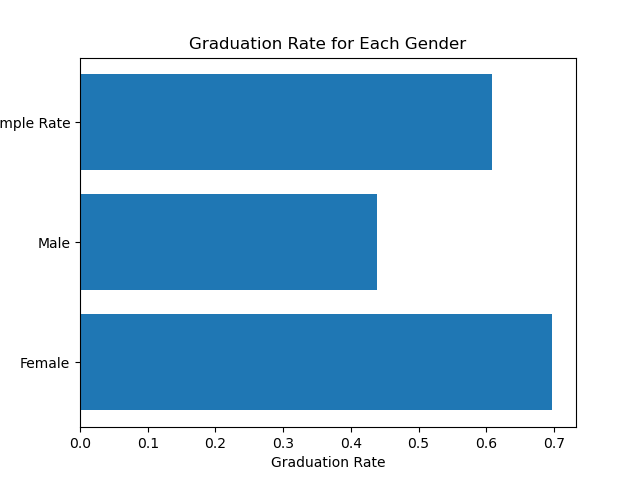 Graduation Rate for Each Gender
mple Rate
Male
Female
0.0 0.1 0.2 0.3 0.4 0.5 0.6 0.7
Graduation Rate